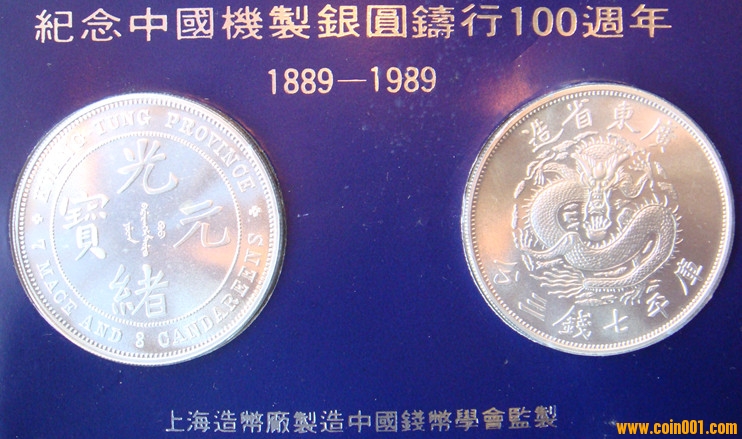 紀念中國機製銀圓鑄行100週年
1889—1989
KWANG-TUNG PROVINCE
光緒元寶
7 MACE AND 3 CANDAREENS
廣東省造
庫平七錢三分
上海造幣廠製造中國錢幣學會監製
www.coin001.com